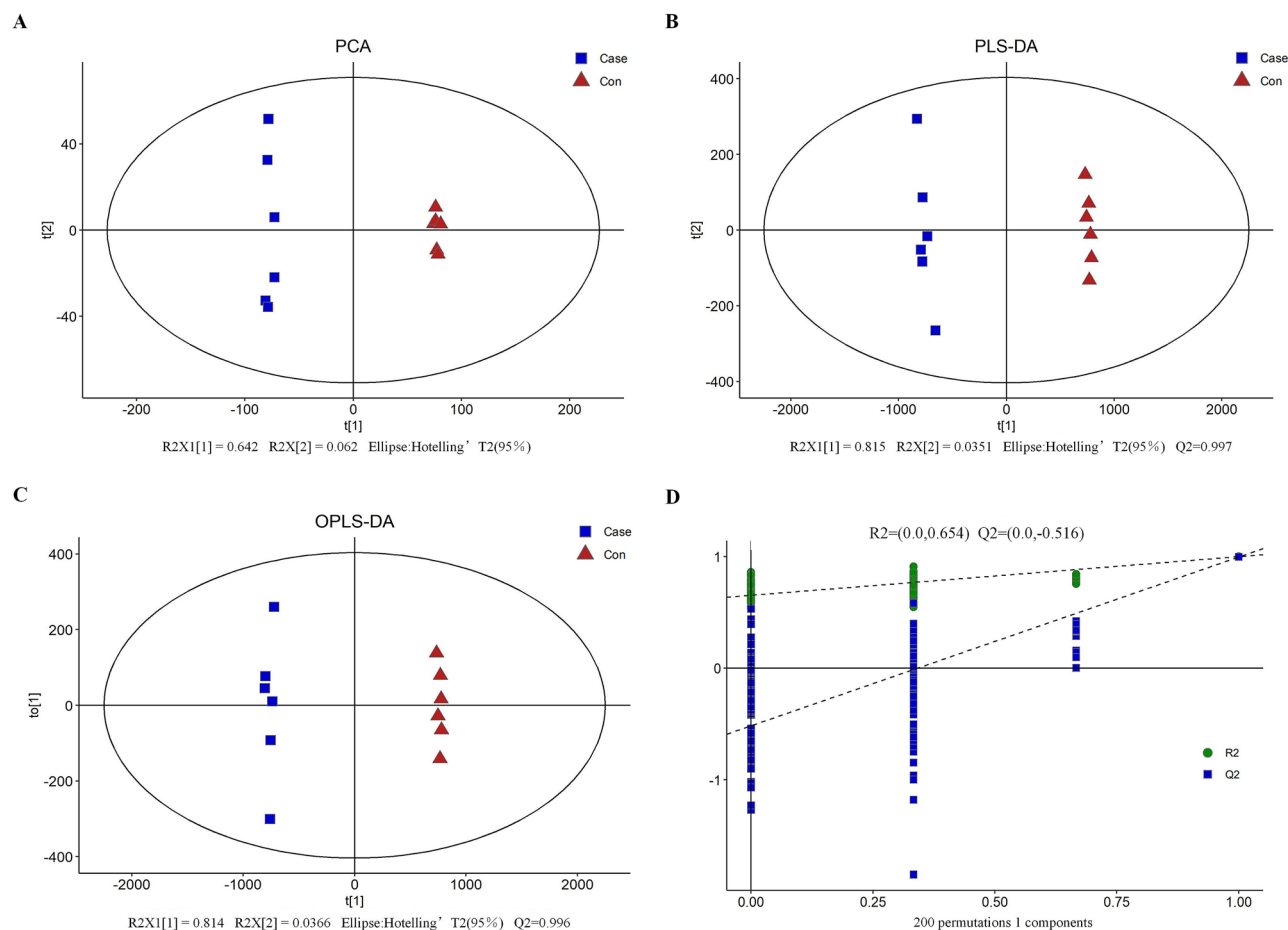 A
PCA
Case
Con
t[2]
40
0
-40
-200
-100
0
100
200
t[1]
R2X1[1] = 0.642 R2X[2] = 0.062 Ellipse:Hotelling’ T2(95%)
B
PLS-DA
Case
Con
t[2]
400
200
0
-200
-400
-2000
-1000
0
1000
2000
t[1]
R2X1[1] = 0.815 R2X[2] = 0.0351 Ellipse:Hotelling’ T2(95%) Q2=0.997
C
OPLS-DA
Case
Con
to[1]
400
200
0
-200
-400
-2000
-1000
0
1000
2000
t[1]
R2X1[1] = 0.814 R2X[2] = 0.0366 Ellipse:Hotelling’ T2(95%) Q2=0.996
D
R2=(0.0,0.654) Q2=(0.0,-0.516)
1
0
-1
R2
Q2
0.00
0.25
0.50
0.75
1.00
200 permutations 1 components